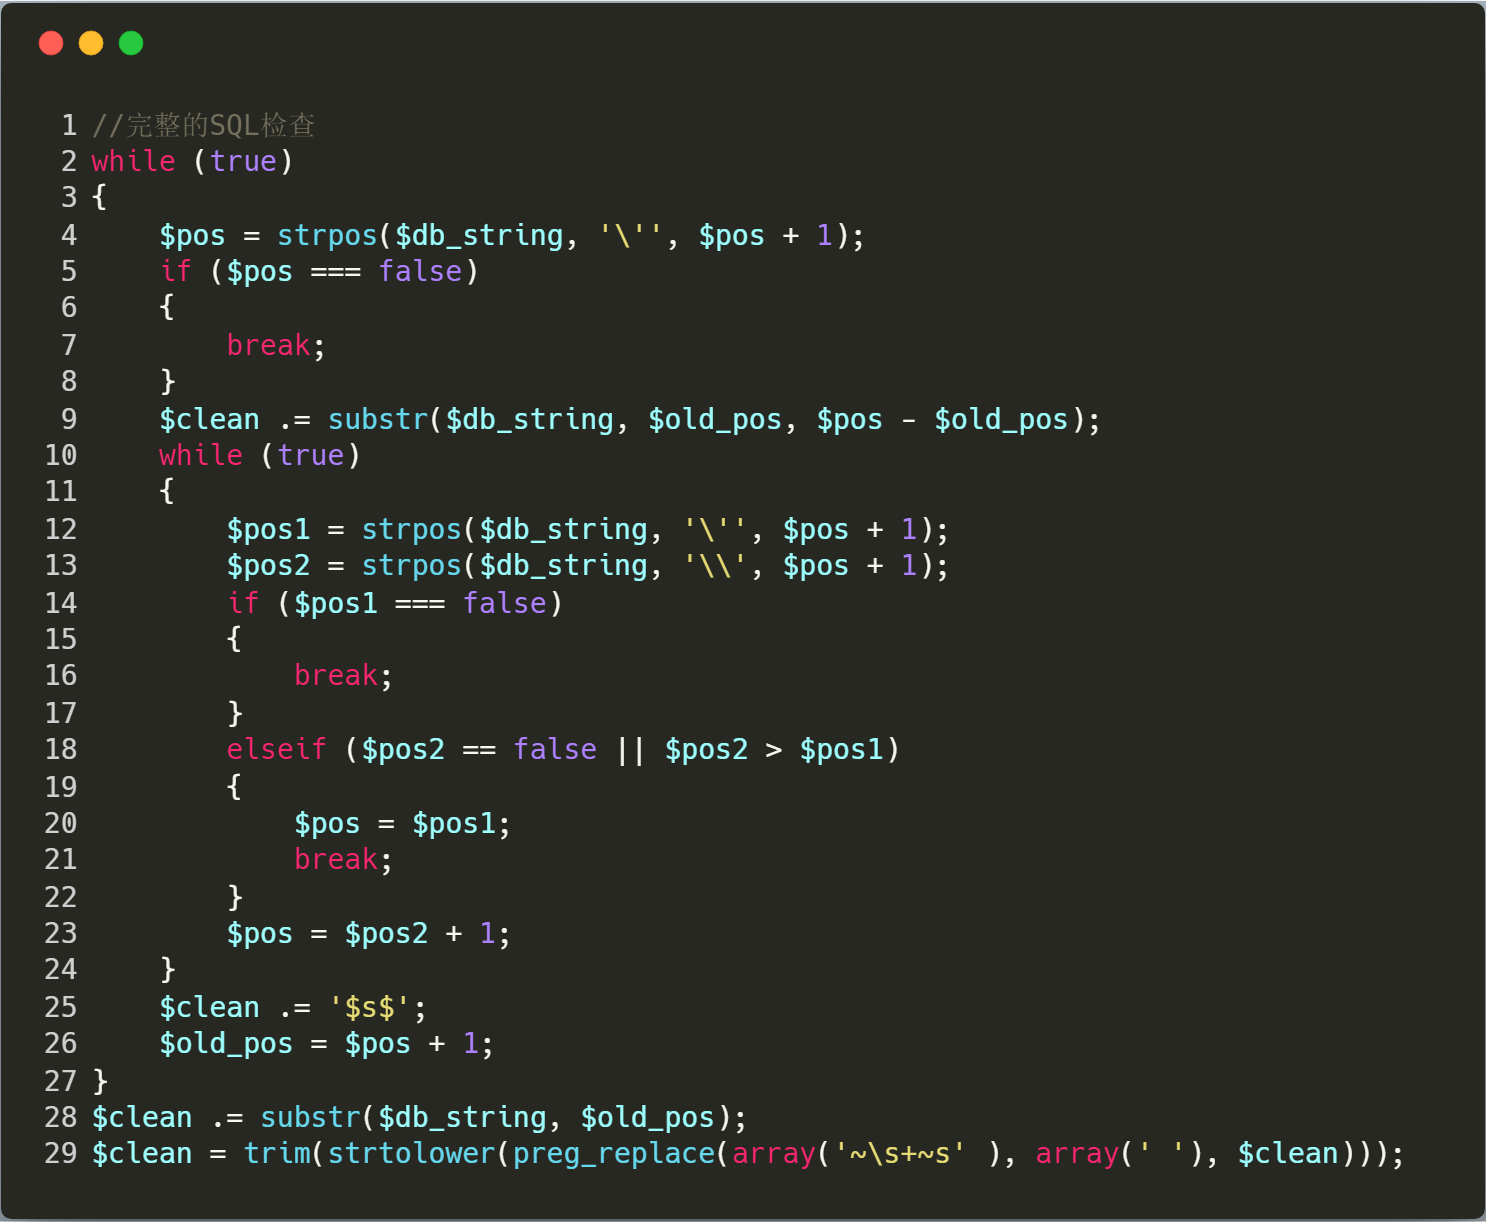 1 //完整的SQL检查
2 while (true)
3 {
4     $pos = strpos($db_string, '\'', $pos + 1);
5     if ($pos === false)
6     {
7         break;
8     }
9     $clean .= substr($db_string, $old_pos, $pos - $old_pos);
10     while (true)
11     {
12         $pos1 = strpos($db_string, '\'', $pos + 1);
13         $pos2 = strpos($db_string, '\\', $pos + 1);
14         if ($pos1 === false)
15         {
16             break;
17         }
18         elseif ($pos2 == false || $pos2 > $pos1)
19         {
20             $pos = $pos1;
21             break;
22         }
23         $pos = $pos2 + 1;
24     }
25     $clean .= '$s$';
26     $old_pos = $pos + 1;
27 }
28 $clean .= substr($db_string, $old_pos);
29 $clean = trim(strtolower(preg_replace(array('~\s+~s' ), array(' '), $clean)));